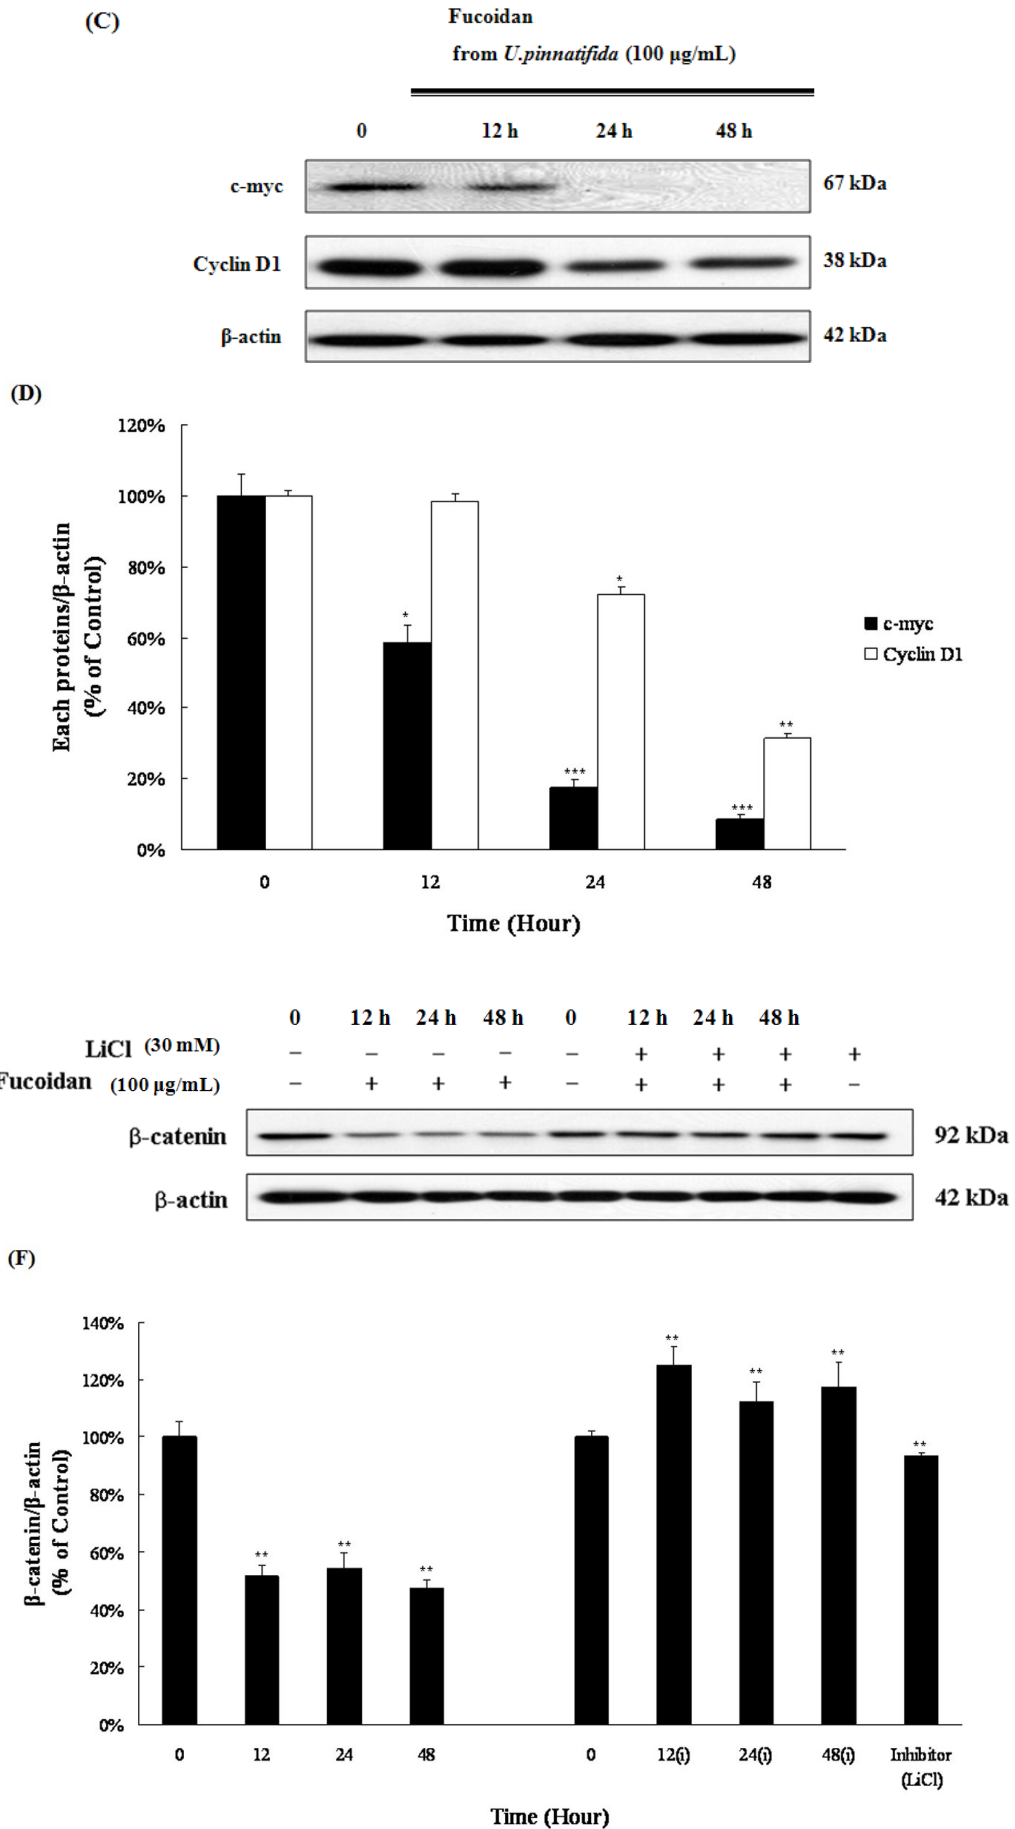 (C)
Fucoidan
from U.pinnatifida (100 µg/mL)
0 12 h 24 h 48 h
c-myc 67 kDa
Cyclin D1 38 kDa
β-actin 42 kDa
(D)
120%
100%
80%
60%
40%
20%
0%
Each proteins/β-actin
(% of Control)
*
*
**
***
***
c-myc
Cyclin D1
0 12 24 48
Time (Hour)
0 12 h 24 h 48 h 0 12 h 24 h 48 h
LiCl (30 mM) − − − − − + + + +
Fucoidan (100 µg/mL) − + + + − + + + −
β-catenin 92 kDa
β-actin 42 kDa
(F)
140%
120%
100%
80%
60%
40%
20%
0%
β-catenin/β-actin
(% of Control)
** ** ** ** ** ** **
0 12 24 48 0 12(i) 24(i) 48(i) Inhibitor
(LiCl)
Time (Hour)